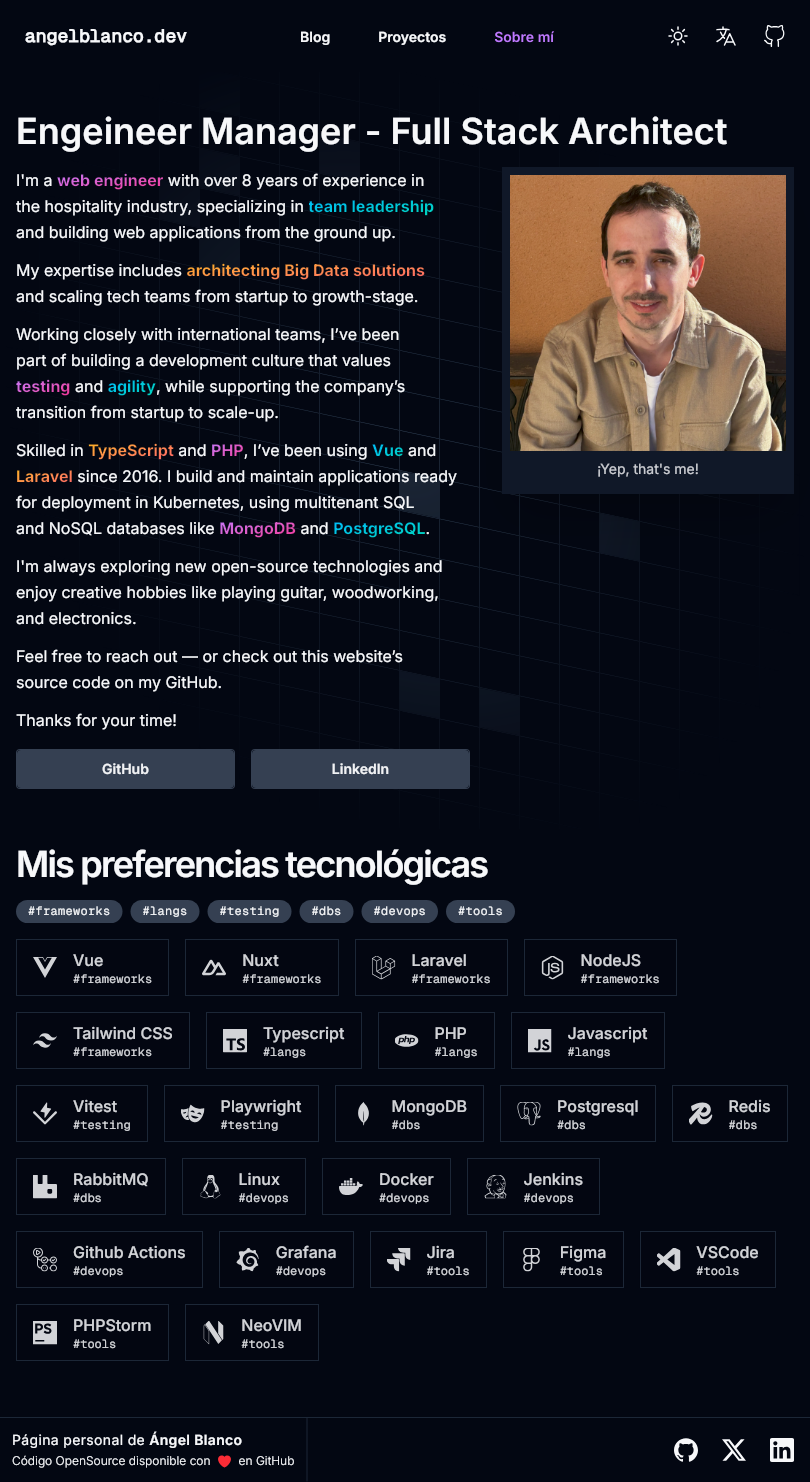 angelblanco.dev
Blog
Proyectos
Sobre mí
Engeineer Manager - Full Stack Architect
I'm a web engineer with over 8 years of experience in
the hospitality industry, specializing in team leadership
and building web applications from the ground up.
My expertise includes architecting Big Data solutions
and scaling tech teams from startup to growth-stage.
Working closely with international teams, I’ve been
part of building a development culture that values
testing and agility, while supporting the company’s
transition from startup to scale-up.
Skilled in TypeScript and PHP, I’ve been using Vue and
Laravel since 2016. I build and maintain applications ready
for deployment in Kubernetes, using multitenant SQL
and NoSQL databases like MongoDB and PostgreSQL.
I'm always exploring new open-source technologies and
enjoy creative hobbies like playing guitar, woodworking,
and electronics.
Feel free to reach out — or check out this website’s
source code on my GitHub.
Thanks for your time!
GitHub
LinkedIn
¡Yep, that's me!
Mis preferencias tecnológicas
#frameworks
#langs
#testing
#dbs
#devops
#tools
Vue
#frameworks
Nuxt
#frameworks
Laravel
#frameworks
JS
NodeJS
#frameworks
Tailwind CSS
#frameworks
TS
Typescript
#langs
php
PHP
#langs
JS
Javascript
#langs
Vitest
#testing
Playwright
#testing
MongoDB
#dbs
Postgresql
#dbs
Redis
#dbs
RabbitMQ
#dbs
Linux
#devops
Docker
#devops
Jenkins
#devops
Github Actions
#devops
Grafana
#devops
Jira
#tools
Figma
#tools
VSCode
#tools
PS
PHPStorm
#tools
NeoVIM
#tools
Página personal de Ángel Blanco
Código OpenSource disponible con ❤️ en GitHub